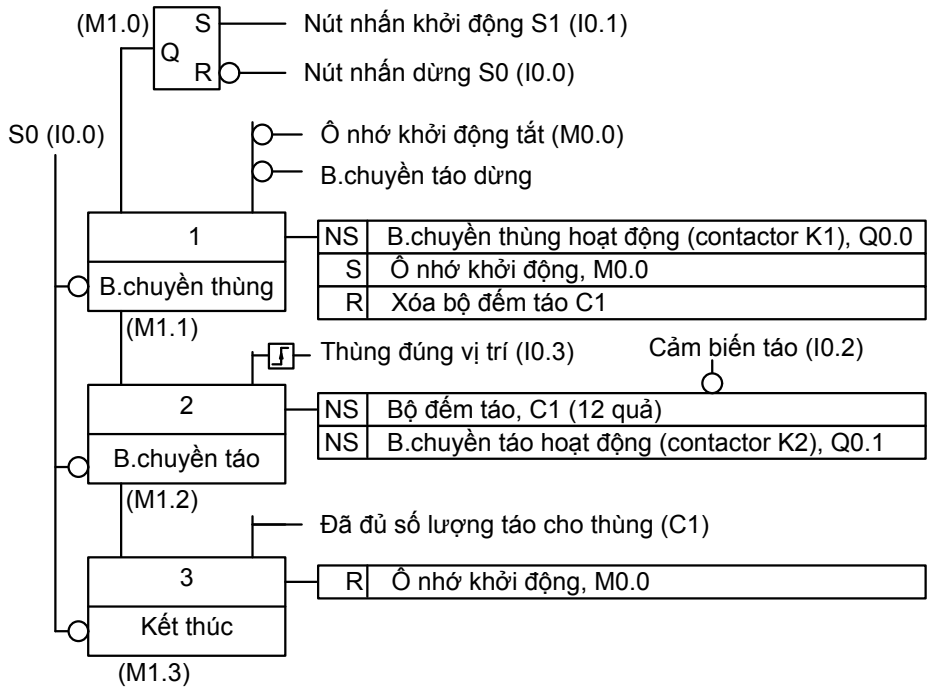 (M1.0)
S
Nút nhấn khởi động S1 (I0.1)
Q
R
Nút nhấn dừng S0 (I0.0)
S0 (I0.0)
Ô nhớ khởi động tắt (M0.0)
B.chuyền táo dừng
1
NS B.chuyền thùng hoạt động (contactor K1), Q0.0
S Ô nhớ khởi động, M0.0
B.chuyền thùng
R Xóa bộ đếm táo C1
(M1.1)
Thùng đúng vị trí (I0.3)
Cảm biến táo (I0.2)
2
NS Bộ đếm táo, C1 (12 quả)
NS B.chuyền táo hoạt động (contactor K2), Q0.1
B.chuyền táo
(M1.2)
Đã đủ số lượng táo cho thùng (C1)
3
R Ô nhớ khởi động, M0.0
Kết thúc
(M1.3)